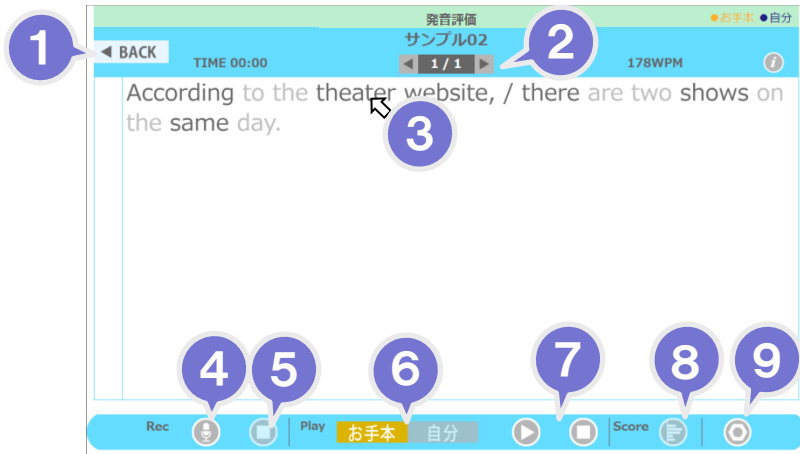 発音評価
●お手本 ●自分
1
◀ BACK
サンプル02
2
TIME 00:00
◀ 1 / 1 ▶
178WPM
i
According to the theater website, / there are two shows on
the same day.
3
4
5
6
7
8
9
Rec
Play
お手本
自分
Score